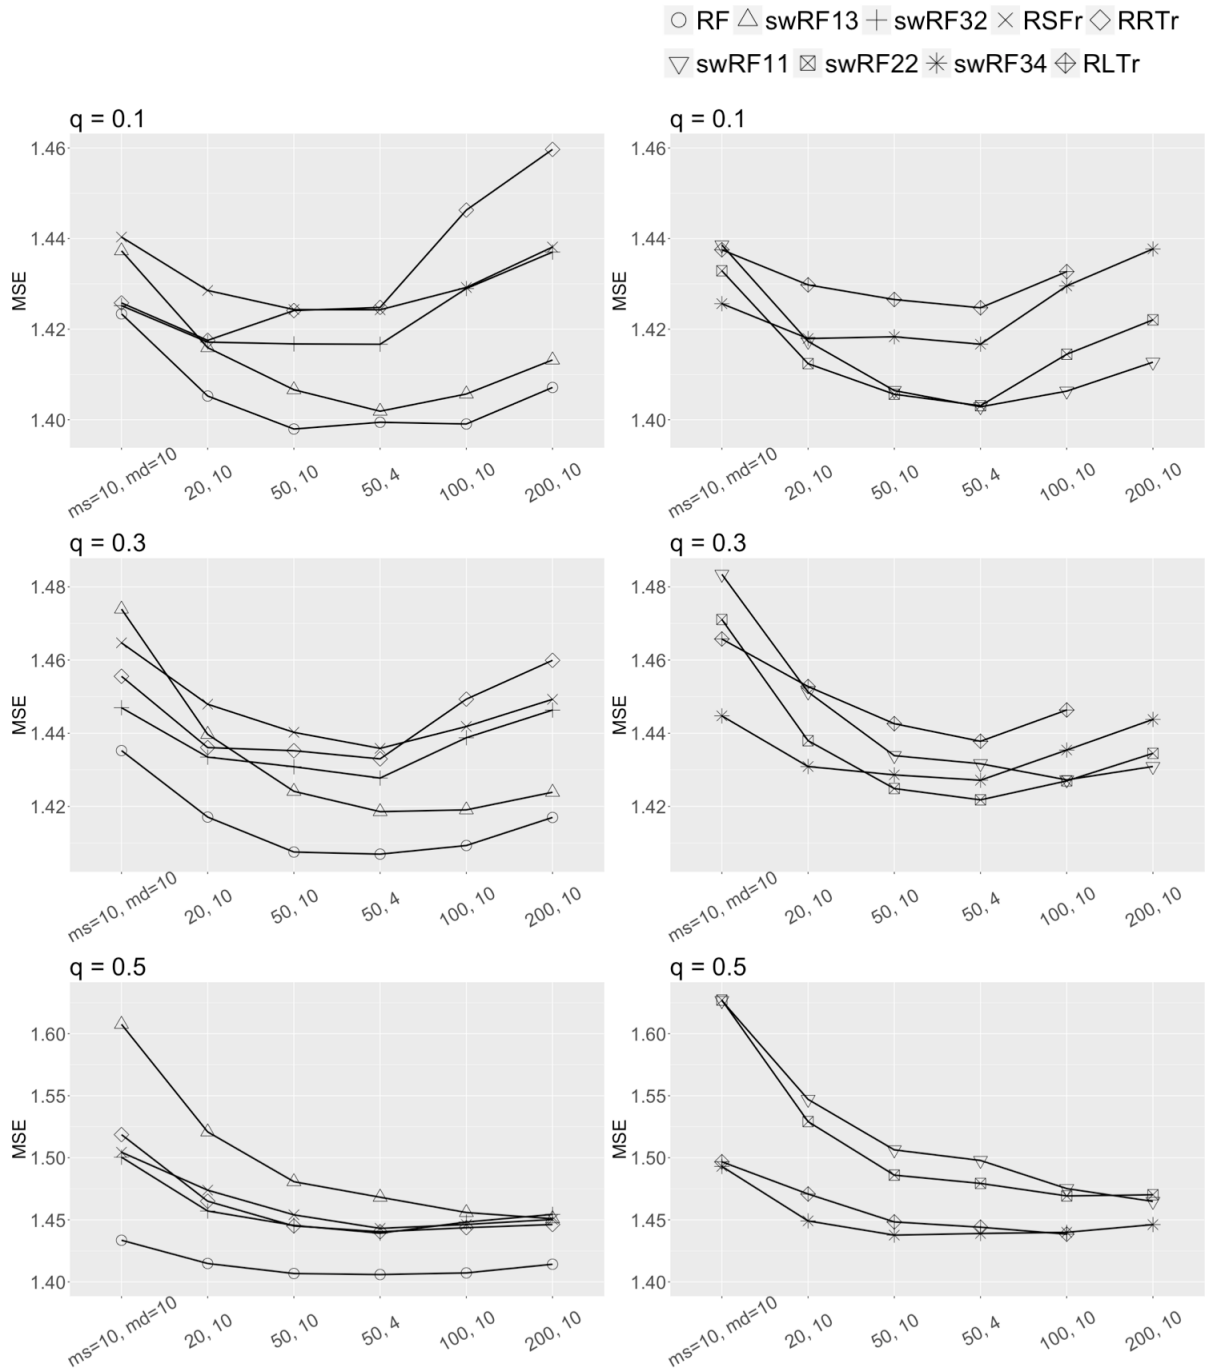 RF swRF13 swRF32 RSFr RRTr
swRF11 swRF22 swRF34 RLTr
q = 0.1
1.46
1.44
1.42
1.40
MSE
ms=10, md=10
20, 10
50, 10
50, 4
100, 10
200, 10
q = 0.1
1.46
1.44
1.42
1.40
MSE
ms=10, md=10
20, 10
50, 10
50, 4
100, 10
200, 10
q = 0.3
1.48
1.46
1.44
1.42
MSE
ms=10, md=10
20, 10
50, 10
50, 4
100, 10
200, 10
q = 0.3
1.48
1.46
1.44
1.42
MSE
ms=10, md=10
20, 10
50, 10
50, 4
100, 10
200, 10
q = 0.5
1.60
1.55
1.50
1.45
1.40
MSE
ms=10, md=10
20, 10
50, 10
50, 4
100, 10
200, 10
q = 0.5
1.60
1.55
1.50
1.45
1.40
MSE
ms=10, md=10
20, 10
50, 10
50, 4
100, 10
200, 10